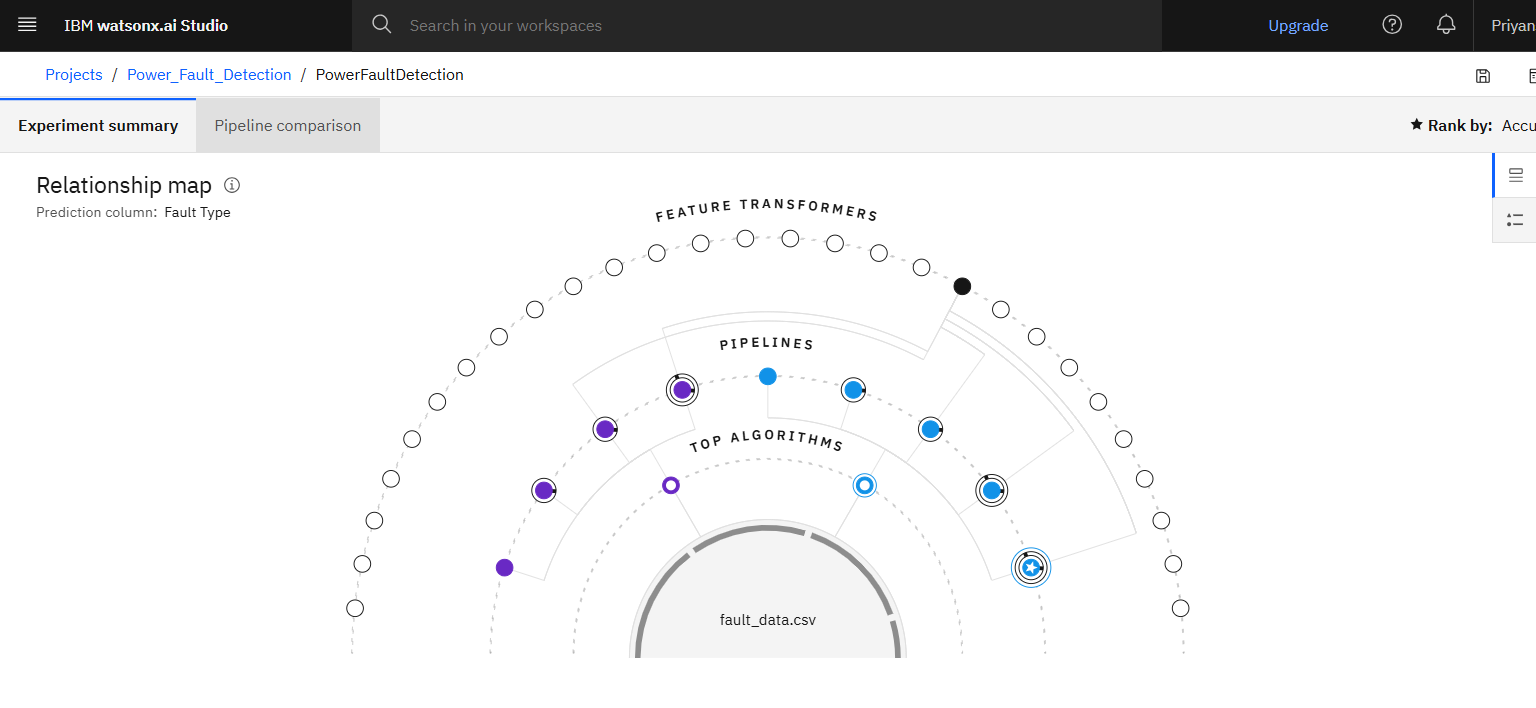 IBM watsonx.ai Studio
Search in your workspaces
Upgrade
Priyan
Projects / Power_Fault_Detection / PowerFaultDetection
Experiment summary
Pipeline comparison
Rank by: Accu
Relationship map
Prediction column: Fault Type
FEATURE TRANSFORMERS
PIPELINES
TOP ALGORITHMS
fault_data.csv